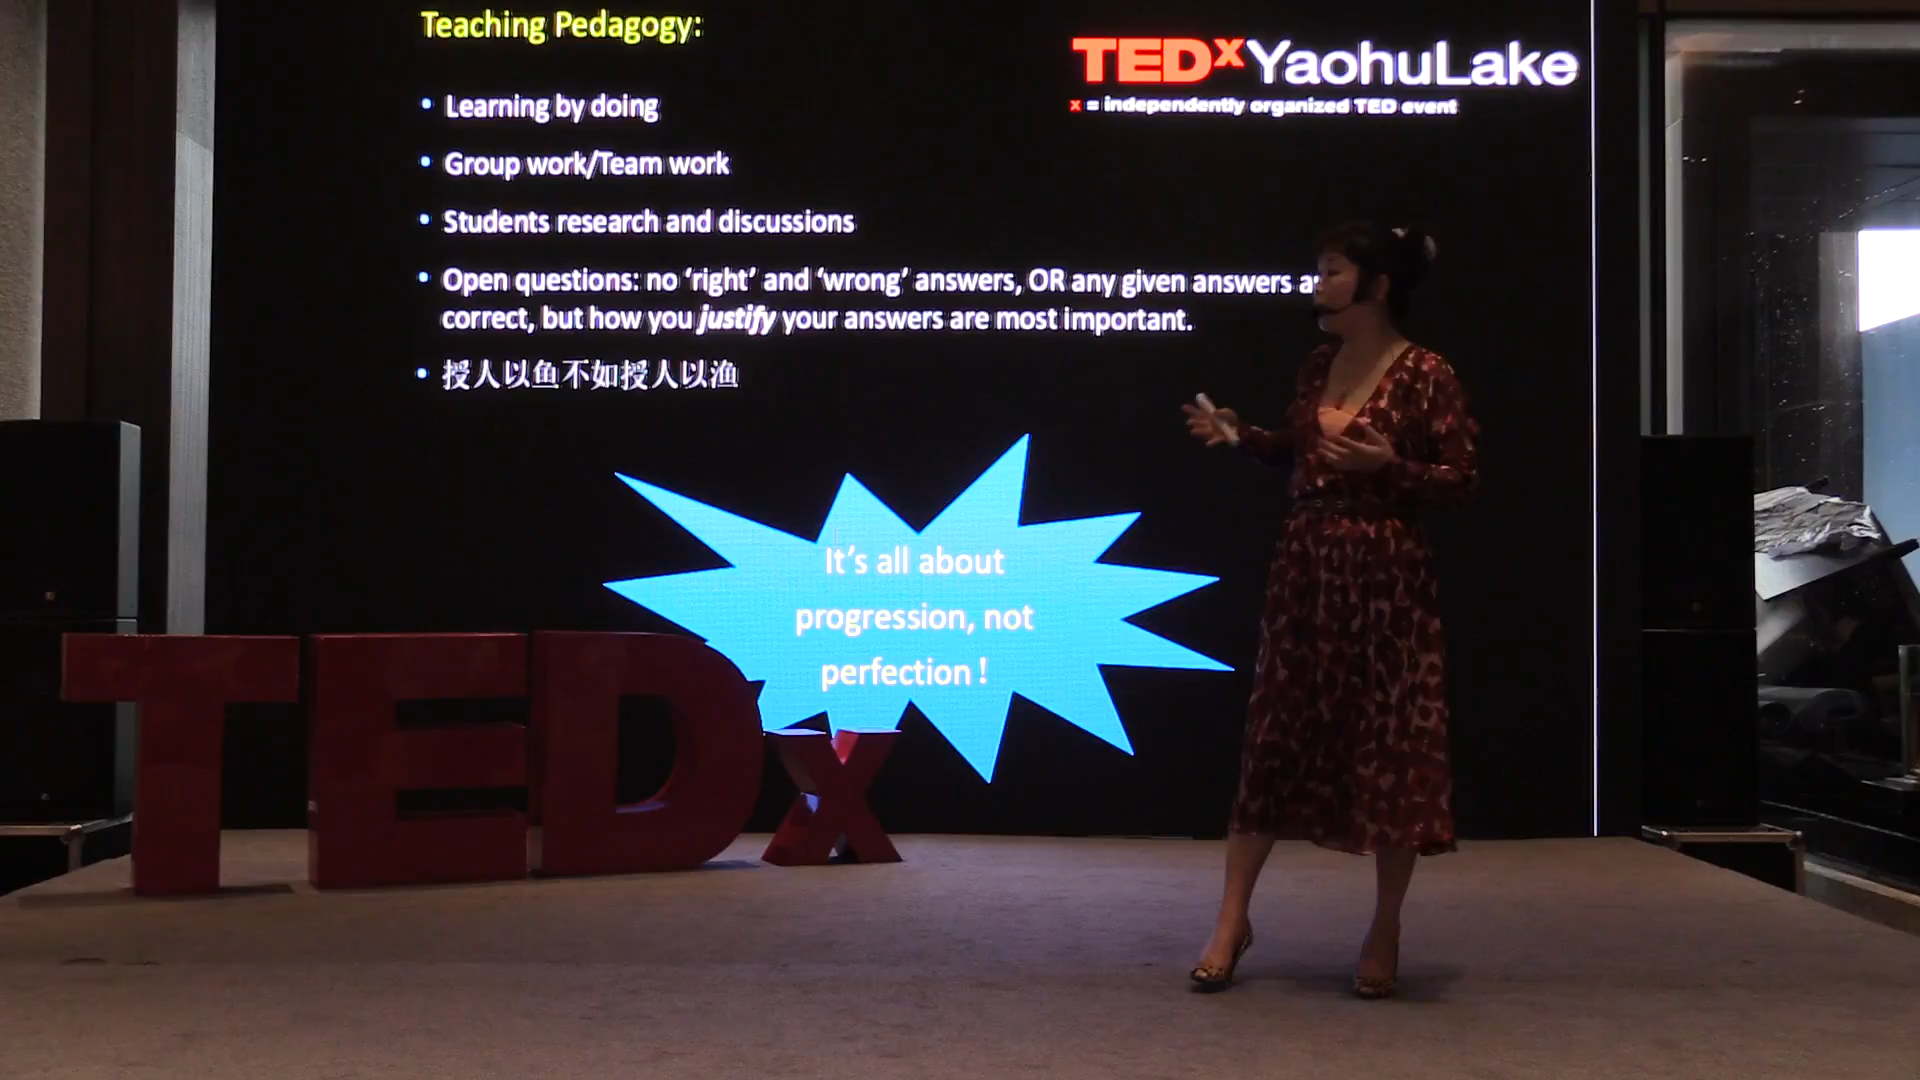 Teaching Pedagogy:
TEDxYaohuLake
x = independently organized TED event
• Learning by doing
• Group work/Team work
• Students research and discussions
• Open questions: no ‘right’ and ‘wrong’ answers, OR any given answers
correct, but how you justify your answers are most important.
• 授人以鱼不如授人以渔
It’s all about
progression, not
perfection !
TEDx